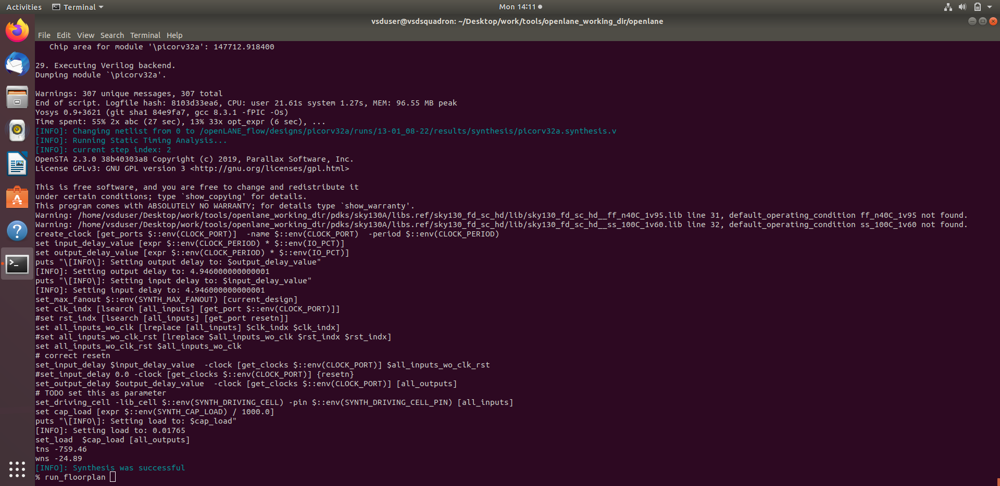 Activities Terminal Mon 14:11
vsduser@vsdsquadron: ~/Desktop/work/tools/openlane_working_dir/openlane
File Edit View Search Terminal Help
Chip area for module '\picorv32a': 147712.918400
29. Executing Verilog backend.
Dumping module `\picorv32a'.
Warnings: 307 unique messages, 307 total
End of script. Logfile hash: 8103d33ea6, CPU: user 21.61s system 1.27s, MEM: 96.55 MB peak
Yosys 0.9+3621 (git sha1 84e9fa7, gcc 8.3.1 -fPIC -Os)
Time spent: 55% 2x abc (27 sec), 13% 33x opt_expr (6 sec), ...
[INFO]: Changing netlist from 0 to /openLANE_flow/designs/picorv32a/runs/13-01_08-22/results/synthesis/picorv32a.synthesis.v
[INFO]: Running Static Timing Analysis...
[INFO]: current step index: 2
OpenSTA 2.3.0 38b40303a8 Copyright (c) 2019, Parallax Software, Inc.
License GPLv3: GNU GPL version 3 <http://gnu.org/licenses/gpl.html>
This is free software, and you are free to change and redistribute it
under certain conditions; type `show_copying' for details.
This program comes with ABSOLUTELY NO WARRANTY; for details type `show_warranty'.
Warning: /home/vsduser/Desktop/work/tools/openlane_working_dir/pdks/sky130A/libs.ref/sky130_fd_sc_hd/lib/sky130_fd_sc_hd__ff_n40C_1v95.lib line 31, default_operating_condition ff_n40C_1v95 not found.
Warning: /home/vsduser/Desktop/work/tools/openlane_working_dir/pdks/sky130A/libs.ref/sky130_fd_sc_hd/lib/sky130_fd_sc_hd__ss_100C_1v60.lib line 32, default_operating_condition ss_100C_1v60 not found.
create_clock [get_ports $::env(CLOCK_PORT)]  -name $::env(CLOCK_PORT)  -period $::env(CLOCK_PERIOD)
set input_delay_value [expr $::env(CLOCK_PERIOD) * $::env(IO_PCT)]
set output_delay_value [expr $::env(CLOCK_PERIOD) * $::env(IO_PCT)]
puts "\[INFO\]: Setting output delay to: $output_delay_value"
[INFO]: Setting output delay to: 4.946000000000001
puts "\[INFO\]: Setting input delay to: $input_delay_value"
[INFO]: Setting input delay to: 4.946000000000001
set_max_fanout $::env(SYNTH_MAX_FANOUT) [current_design]
set clk_indx [lsearch [all_inputs] [get_port $::env(CLOCK_PORT)]]
#set rst_indx [lsearch [all_inputs] [get_port resetn]]
set all_inputs_wo_clk [lreplace [all_inputs] $clk_indx $clk_indx]
#set all_inputs_wo_clk_rst [lreplace $all_inputs_wo_clk $rst_indx $rst_indx]
set all_inputs_wo_clk_rst $all_inputs_wo_clk
# correct resetn
set_input_delay $input_delay_value  -clock [get_clocks $::env(CLOCK_PORT)] $all_inputs_wo_clk_rst
#set_input_delay 0.0 -clock [get_clocks $::env(CLOCK_PORT)] {resetn}
set_output_delay $output_delay_value  -clock [get_clocks $::env(CLOCK_PORT)] [all_outputs]
# TODO set this as parameter
set_driving_cell -lib_cell $::env(SYNTH_DRIVING_CELL) -pin $::env(SYNTH_DRIVING_CELL_PIN) [all_inputs]
set cap_load [expr $::env(SYNTH_CAP_LOAD) / 1000.0]
puts "\[INFO\]: Setting load to: $cap_load"
[INFO]: Setting load to: 0.01765
set_load  $cap_load [all_outputs]
tns -759.46
wns -24.89
[INFO]: Synthesis was successful
% run_floorplan